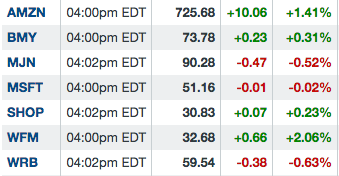 AMZN 04:00pm EDT 725.68 +10.06 +1.41%
BMY 04:00pm EDT 73.78 +0.23 +0.31%
MJN 04:02pm EDT 90.28 -0.47 -0.52%
MSFT 04:00pm EDT 51.16 -0.01 -0.02%
SHOP 04:02pm EDT 30.83 +0.07 +0.23%
WFM 04:00pm EDT 32.68 +0.66 +2.06%
WRB 04:02pm EDT 59.54 -0.38 -0.63%